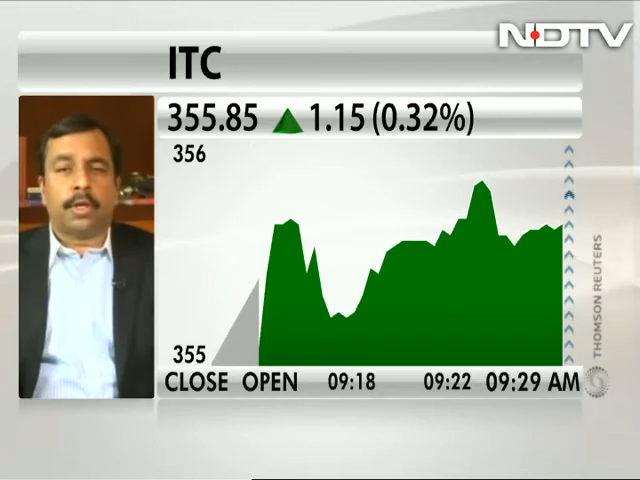 NDTV
ITC
355.85 ▲ 1.15 (0.32%)
356
355
CLOSE OPEN 09:18 09:22 09:29 AM
THOMSON REUTERS